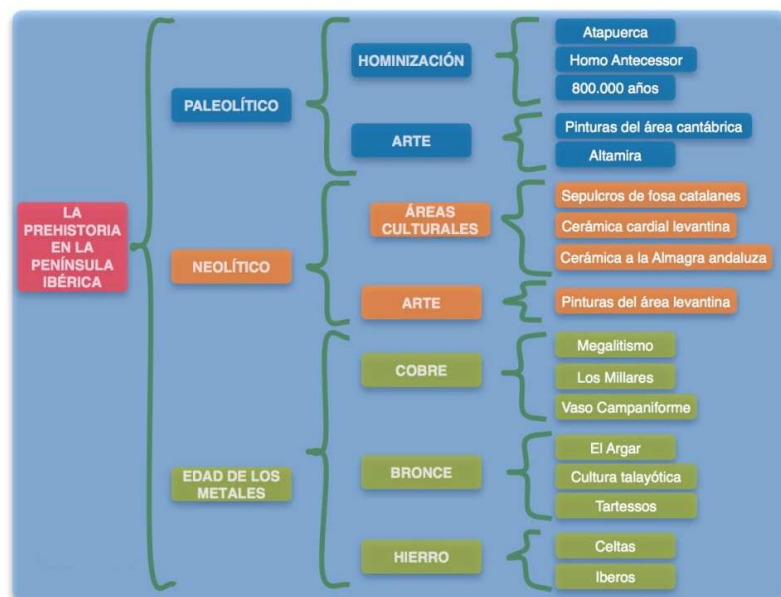 LA
PREHISTORIA
EN LA
PENÍNSULA
IBÉRICA
PALEOLÍTICO
HOMINIZACIÓN
Atapuerca
Homo Antecessor
800.000 años
ARTE
Pinturas del área cantábrica
Altamira
NEOLÍTICO
ÁREAS
CULTURALES
Sepulcros de fosa catalanes
Cerámica cardial levantina
Cerámica a la Almagra andaluza
ARTE
Pinturas del área levantina
EDAD DE LOS
METALES
COBRE
Megalitismo
Los Millares
Vaso Campaniforme
BRONCE
El Argar
Cultura talayótica
Tartessos
HIERRO
Celtas
Iberos